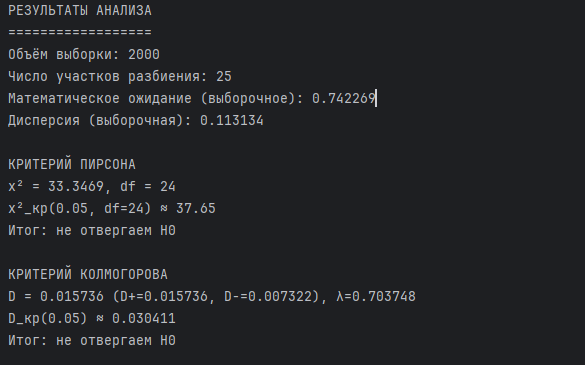 РЕЗУЛЬТАТЫ АНАЛИЗА
==================
Объём выборки: 2000
Число участков разбиения: 25
Математическое ожидание (выборочное): 0.742269
Дисперсия (выборочная): 0.113134
КРИТЕРИЙ ПИРСОНА
x² = 33.3469, df = 24
x²_кр(0.05, df=24) ≈ 37.65
Итог: не отвергаем H0
КРИТЕРИЙ КОЛМОГОРОВА
D = 0.015736 (D+=0.015736, D-=0.007322), λ=0.703748
D_кр(0.05) ≈ 0.030411
Итог: не отвергаем H0